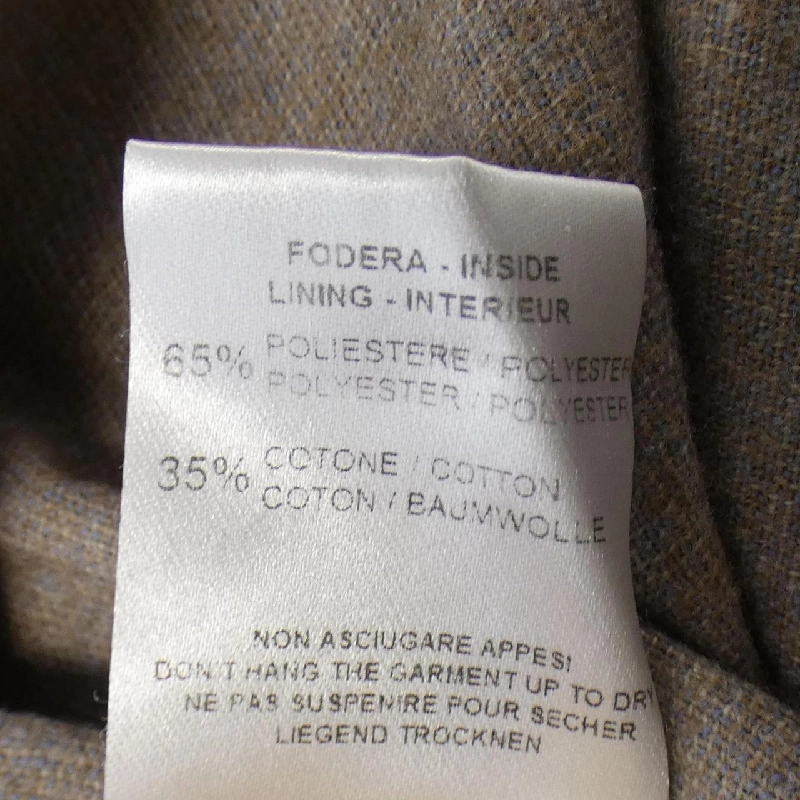 FODERA - INSIDE
LINING - INTERIEUR
65% POLIESTERE / POLYESTER
POLYESTER / POLYESTER
35% COTONE / COTTON
COTON / BAUMWOLLE
NON ASCIUGARE APPESI
DON'T HANG THE GARMENT UP TO DRY
NE PAS SUSPENIRE POUR SECHER
LIEGEND TROCKNEN